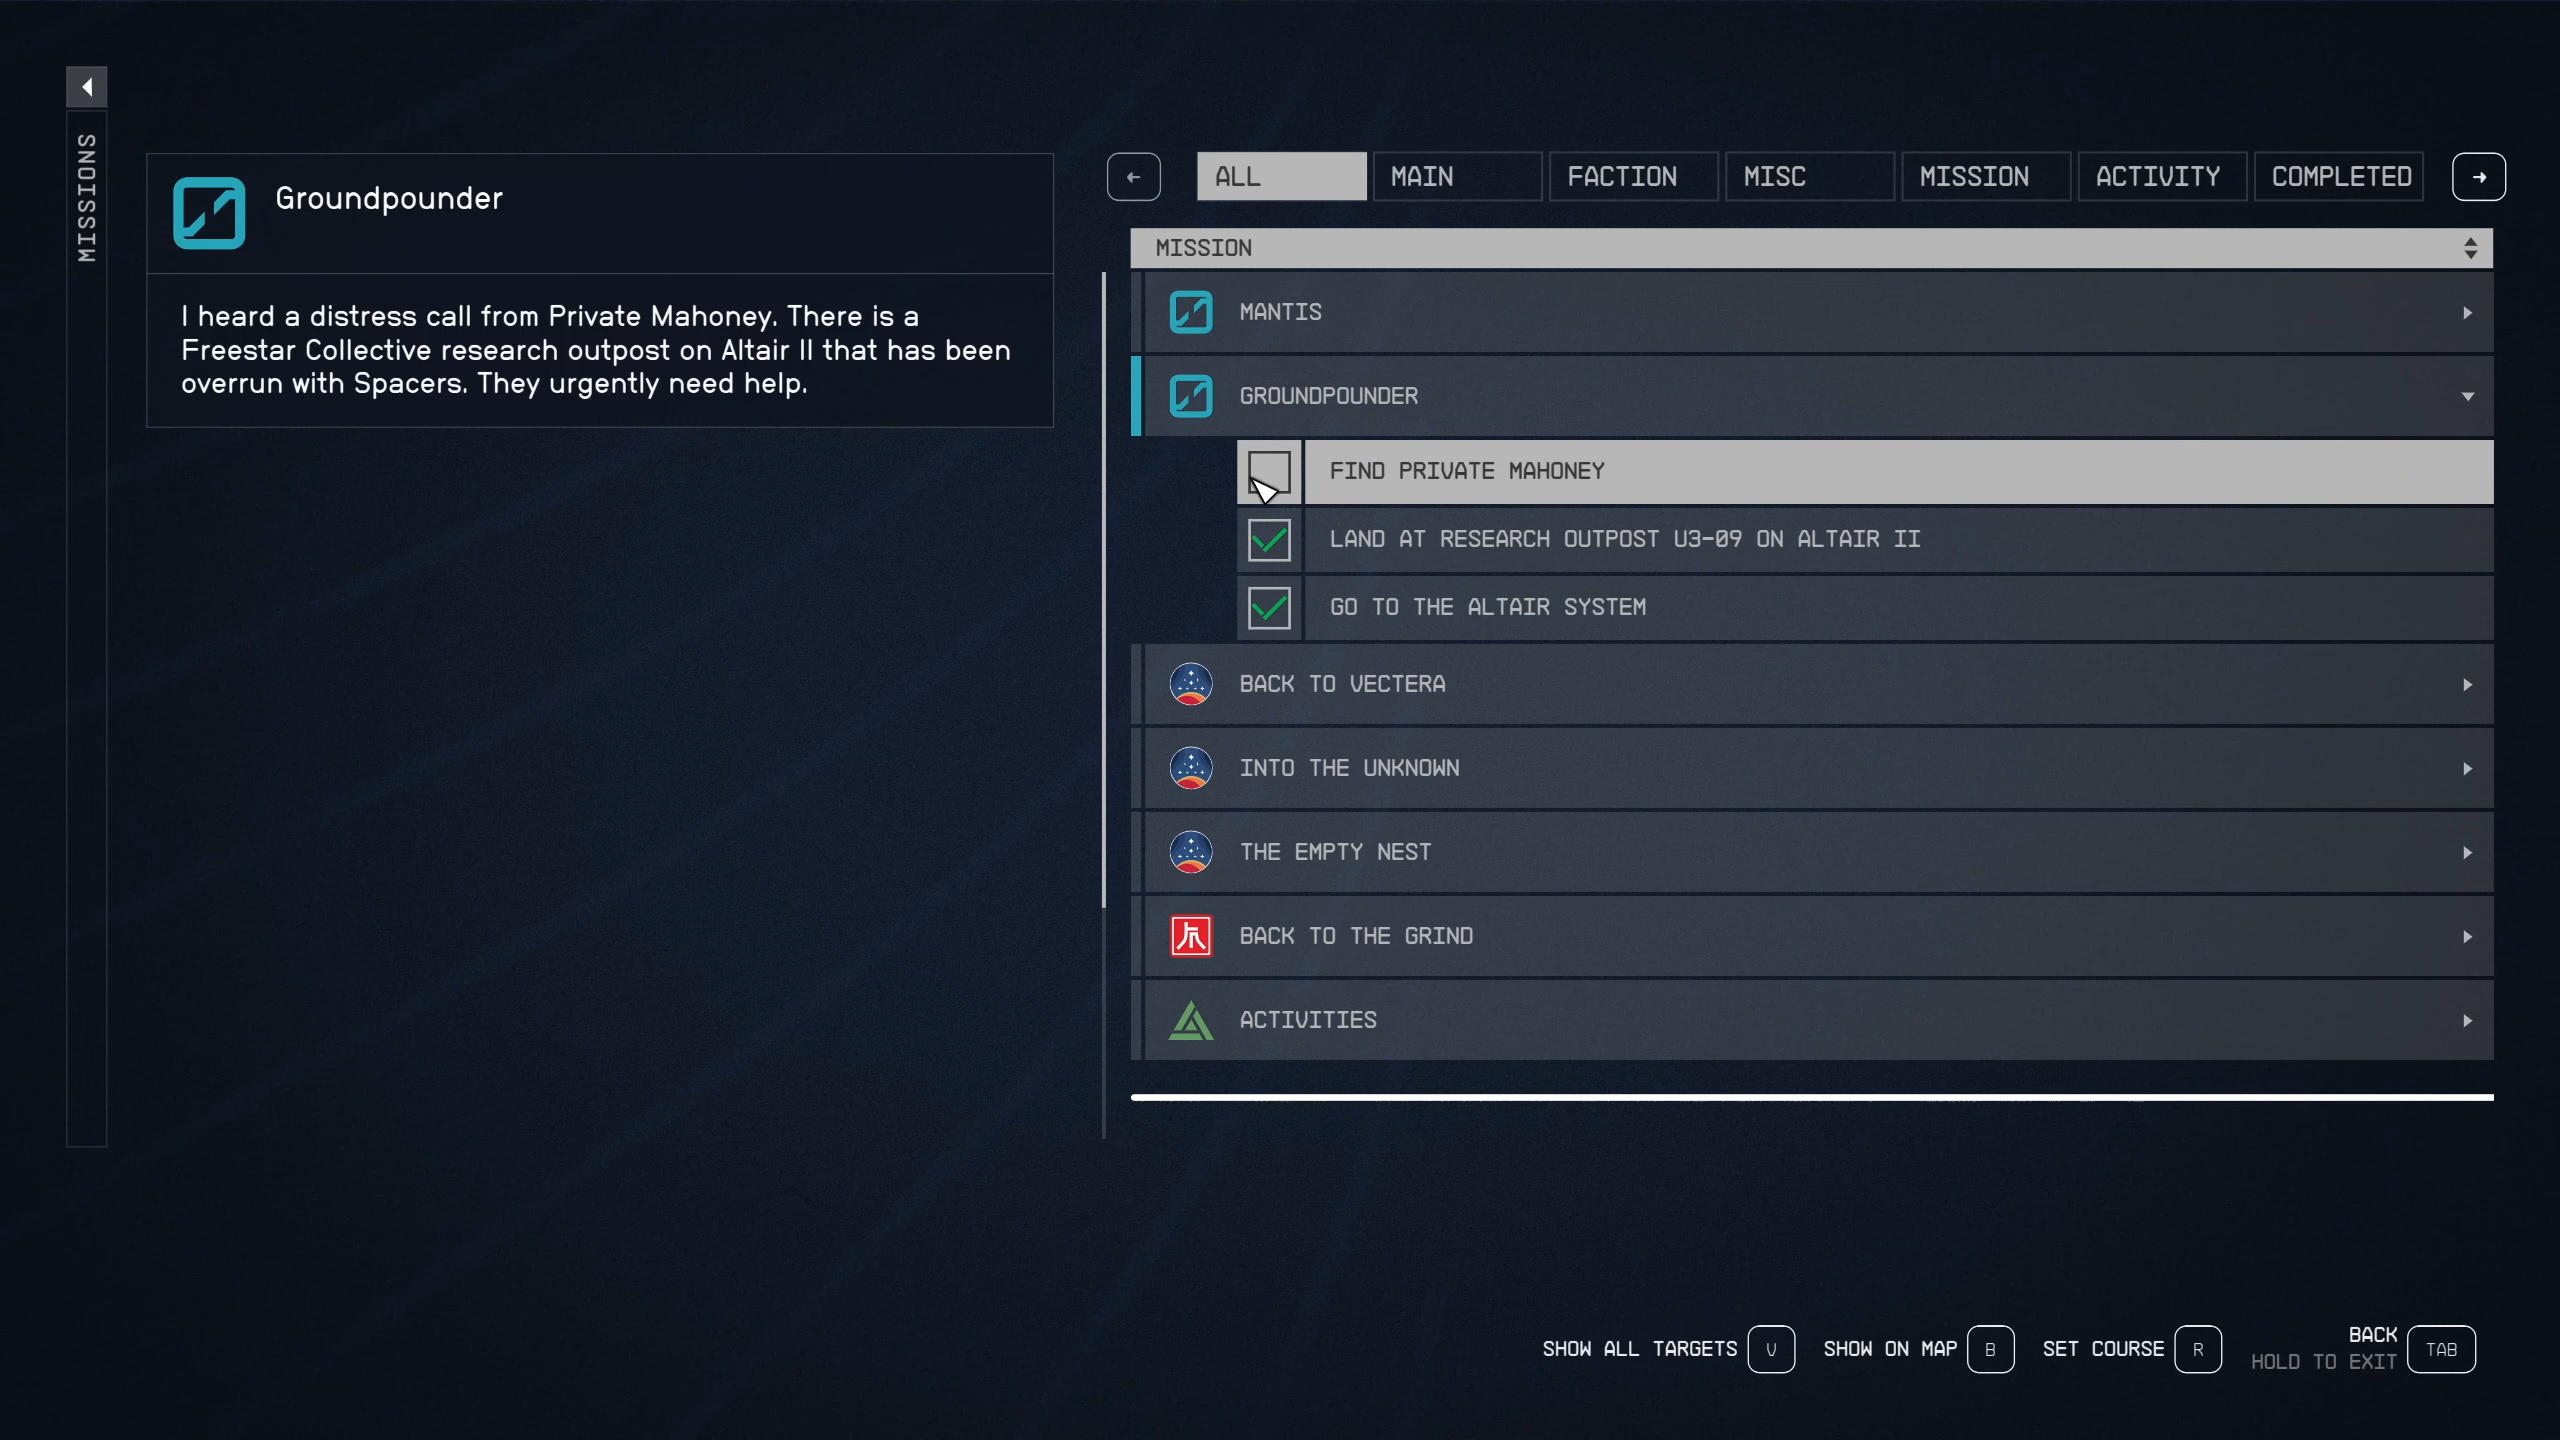 MISSIONS
Groundpounder
I heard a distress call from Private Mahoney. There is a
Freestar Collective research outpost on Altair II that has been
overrun with Spacers. They urgently need help.
ALL
MAIN
FACTION
MISC
MISSION
ACTIVITY
COMPLETED
MISSION
MANTIS
GROUNDPOUNDER
FIND PRIVATE MAHONEY
LAND AT RESEARCH OUTPOST U3-09 ON ALTAIR II
GO TO THE ALTAIR SYSTEM
BACK TO VECTERA
INTO THE UNKNOWN
THE EMPTY NEST
BACK TO THE GRIND
ACTIVITIES
SHOW ALL TARGETS V
SHOW ON MAP B
SET COURSE R
BACK
HOLD TO EXIT
TAB